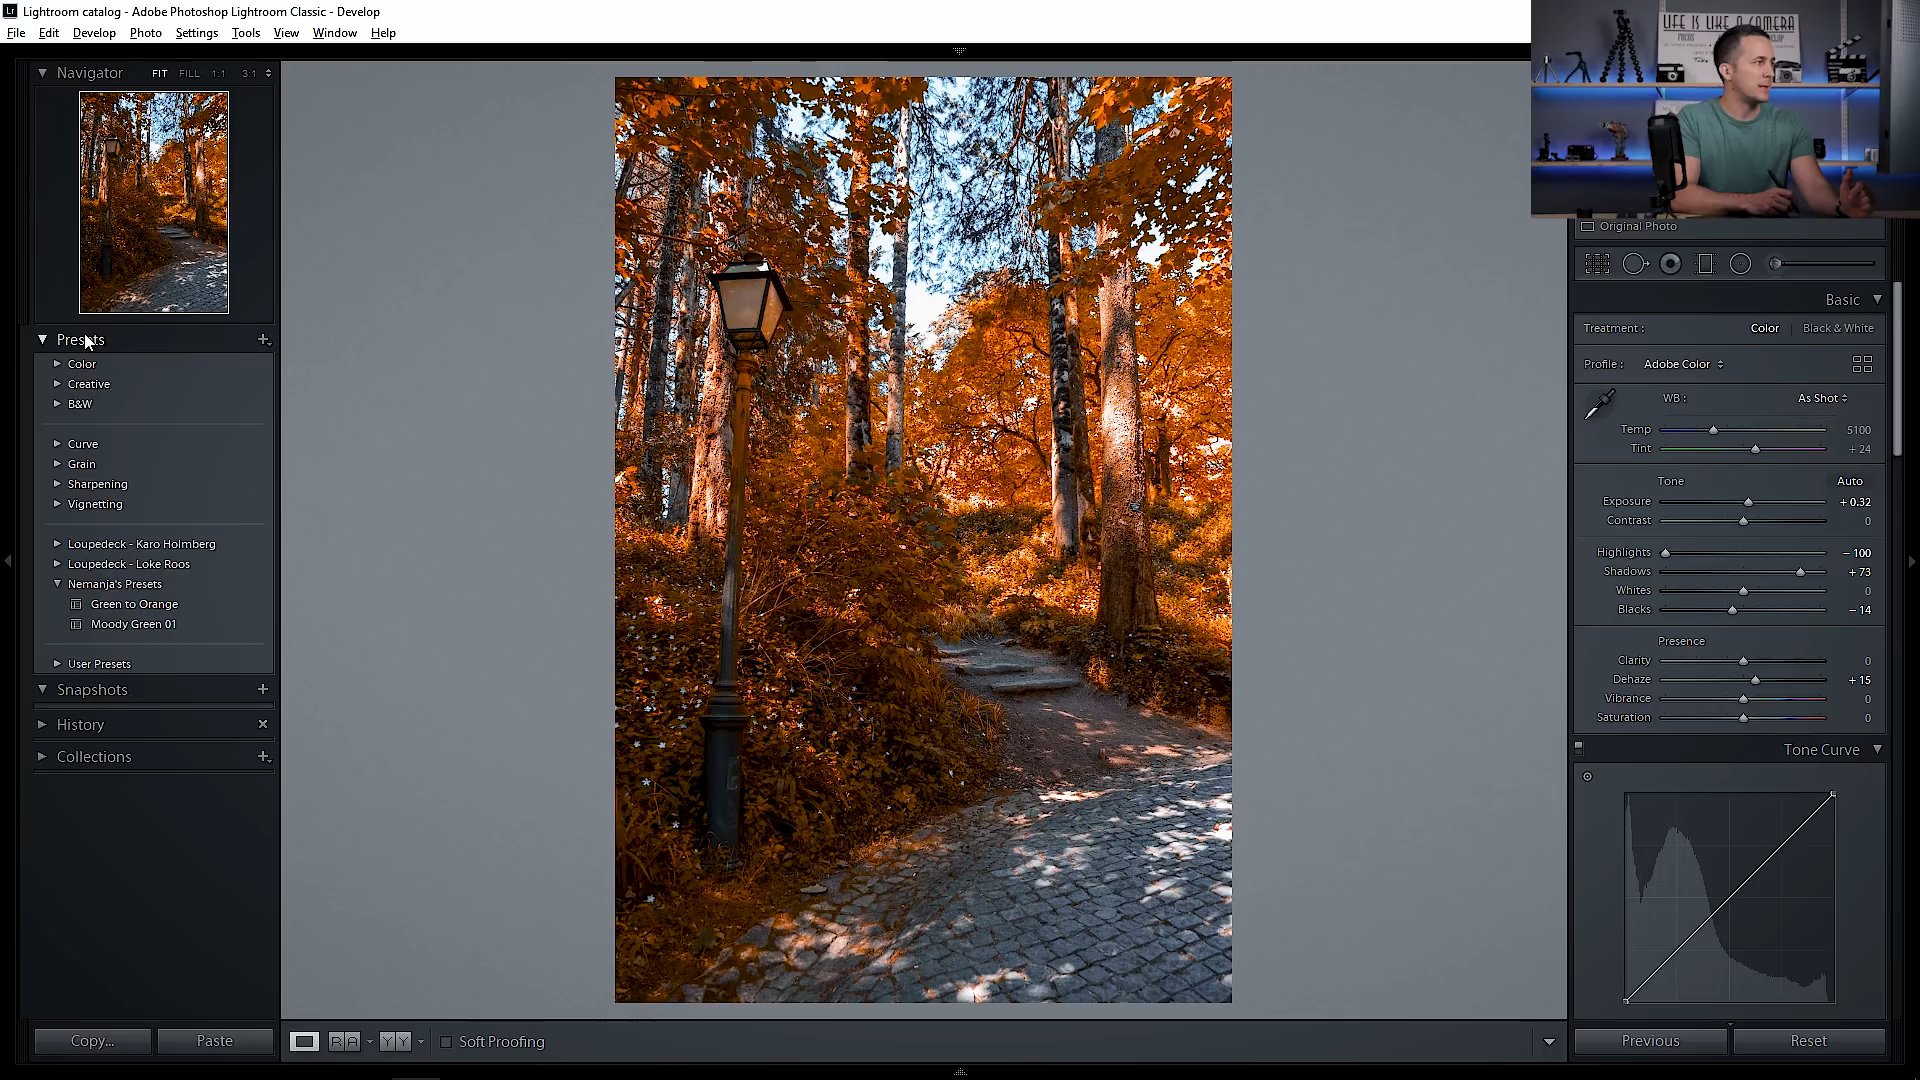 Lr Lightroom catalog - Adobe Photoshop Lightroom Classic - Develop
File Edit Develop Photo Settings Tools View Window Help
LIFE IS LIKE A CAMERA
FOCUS
Navigator FIT FILL 1:1 3:1
Presets
Color
Creative
B&W
Curve
Grain
Sharpening
Vignetting
Loupedeck - Karo Holmberg
Loupedeck - Loke Roos
Nemanja's Presets
Green to Orange
Moody Green 01
User Presets
Snapshots
History
Collections
Copy... Paste
R A Y Y Soft Proofing
Original Photo
Basic
Treatment : Color Black & White
Profile : Adobe Color
WB : As Shot
Temp 5100
Tint + 24
Tone Auto
Exposure + 0.32
Contrast 0
Highlights − 100
Shadows + 73
Whites 0
Blacks − 14
Presence
Clarity 0
Dehaze + 15
Vibrance 0
Saturation 0
Tone Curve
Previous Reset